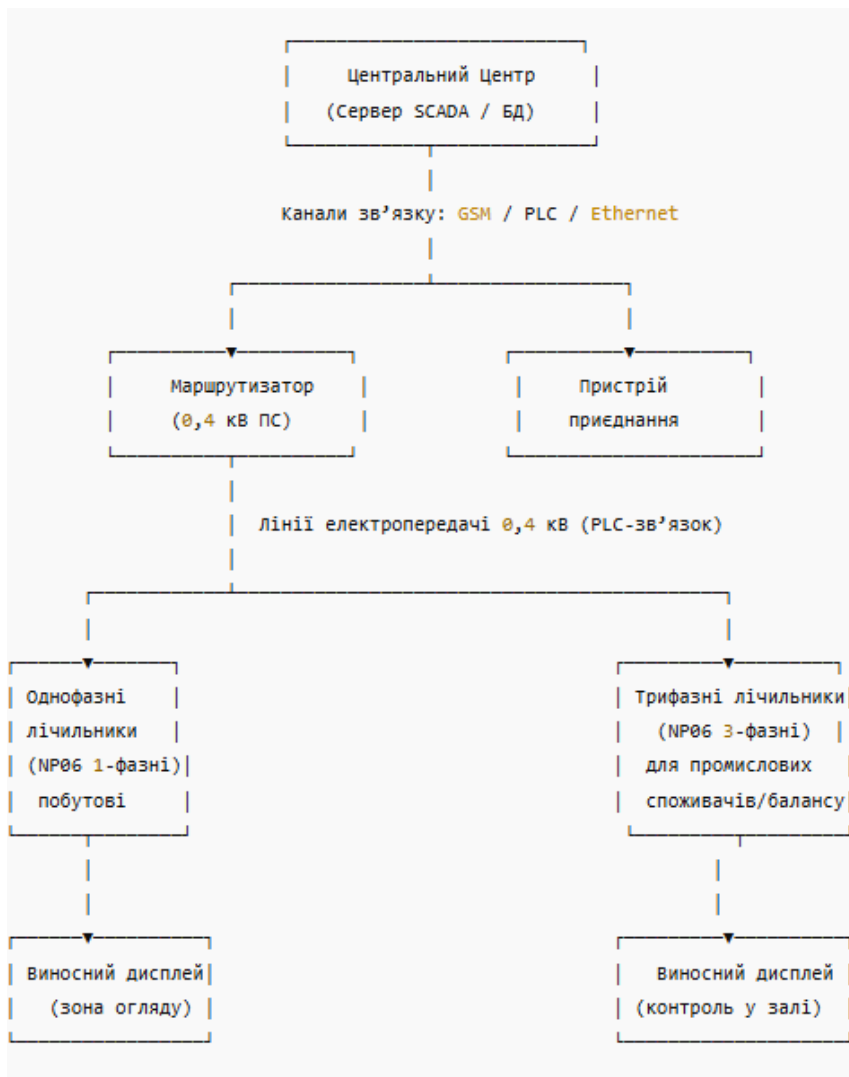 Центральний Центр
(Сервер SCADA / БД)
Канали зв’язку: GSM / PLC / Ethernet
Маршрутизатор
(0,4 кВ ПС)
Пристрій
приєднання
Лінії електропередачі 0,4 кВ (PLC-зв’язок)
Однофазні
лічильники
(NP06 1-фазні)
побутові
Трифазні лічильники
(NP06 3-фазні)
для промислових
споживачів/балансу
Виносний дисплей
(зона огляду)
Виносний дисплей
(контроль у залі)